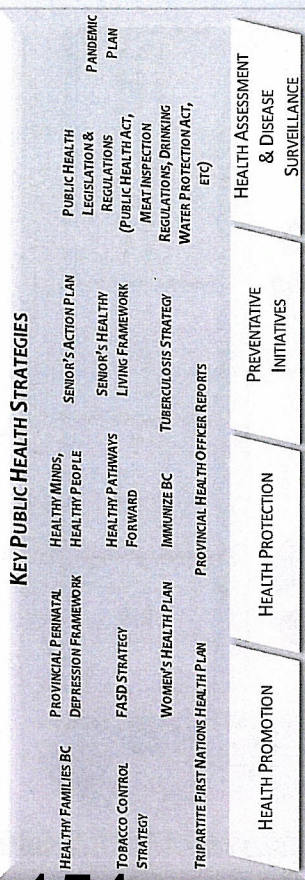 KEY PUBLIC HEALTH STRATEGIES
HEALTHY FAMILIES BC
PROVINCIAL PERINATAL
DEPRESSION FRAMEWORK
HEALTHY MINDS,
HEALTHY PEOPLE
SENIOR'S ACTION PLAN
PUBLIC HEALTH
LEGISLATION &
REGULATIONS
(PUBLIC HEALTH ACT,
MEAT INSPECTION
REGULATIONS, DRINKING
WATER PROTECTION ACT,
ETC)
PANDEMIC
PLAN
TOBACCO CONTROL
STRATEGY
FASD STRATEGY
HEALTHY PATHWAYS
FORWARD
SENIOR'S HEALTHY
LIVING FRAMEWORK
WOMEN'S HEALTH PLAN
IMMUNIZE BC
TUBERCULOSIS STRATEGY
TRIPARTITE FIRST NATIONS HEALTH PLAN
PROVINCIAL HEALTH OFFICER REPORTS
HEALTH PROMOTION
HEALTH PROTECTION
PREVENTATIVE
INITIATIVES
HEALTH ASSESSMENT
& DISEASE
SURVEILLANCE